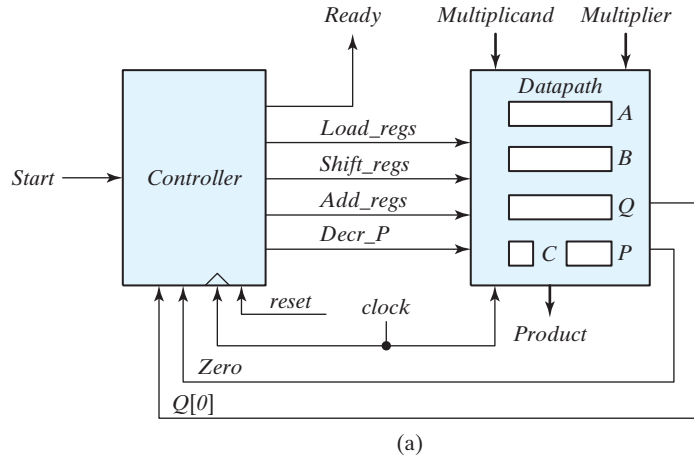 Ready
Multiplicand
Multiplier
Datapath
A
Load_regs
B
Shift_regs
Start
Controller
Add_regs
Q
Decr_P
C
P
reset
clock
Product
Zero
Q[0]
(a)